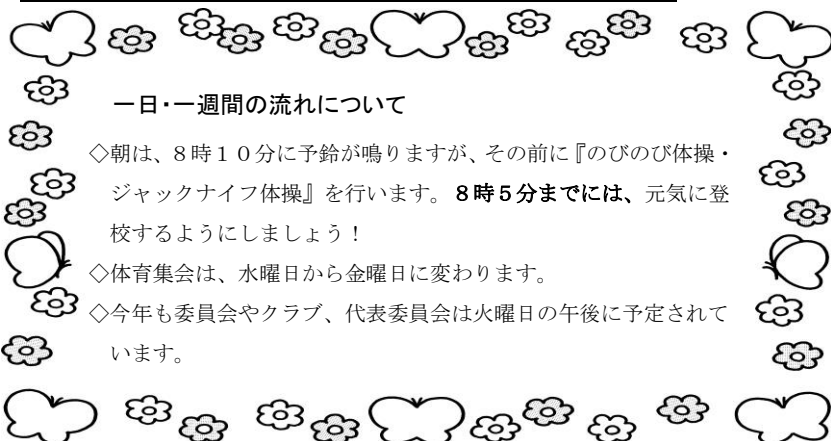 一日・一週間の流れについて
◇朝は、８時１０分に予鈴が鳴りますが、その前に『のびのび体操・
ジャックナイフ体操』を行います。８時５分までには、元気に登
校するようにしましょう！
◇体育集会は、水曜日から金曜日に変わります。
◇今年も委員会やクラブ、代表委員会は火曜日の午後に予定されて
います。